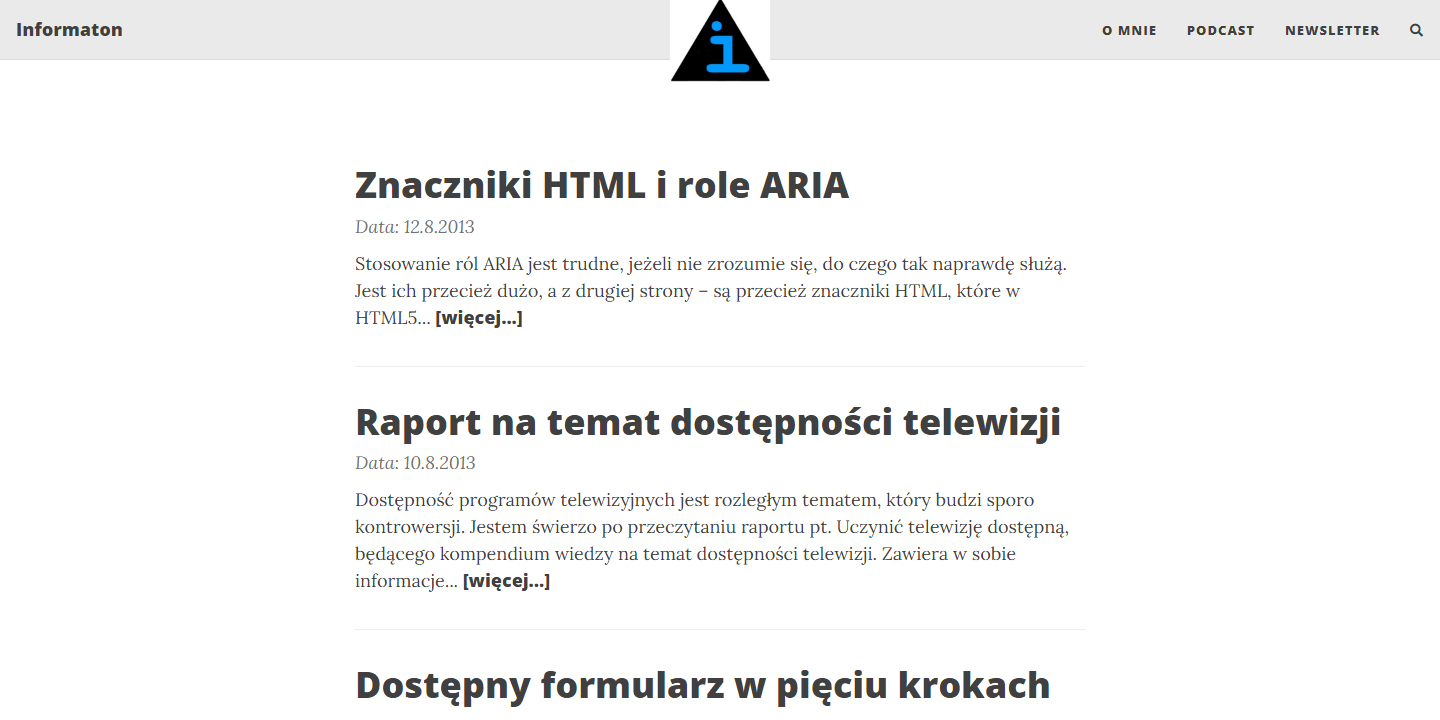 Informaton
i
O MNIE
PODCAST
NEWSLETTER
Znaczniki HTML i role ARIA
Data: 12.8.2013
Stosowanie ról ARIA jest trudne, jeżeli nie zrozumie się, do czego tak naprawdę służą.
Jest ich przecież dużo, a z drugiej strony – są przecież znaczniki HTML, które w
HTML5... [więcej...]
Raport na temat dostępności telewizji
Data: 10.8.2013
Dostępność programów telewizyjnych jest rozległym tematem, który budzi sporo
kontrowersji. Jestem świerzo po przeczytaniu raportu pt. Uczynić telewizję dostępną,
będącego kompendium wiedzy na temat dostępności telewizji. Zawiera w sobie
informacje... [więcej...]
Dostępny formularz w pięciu krokach